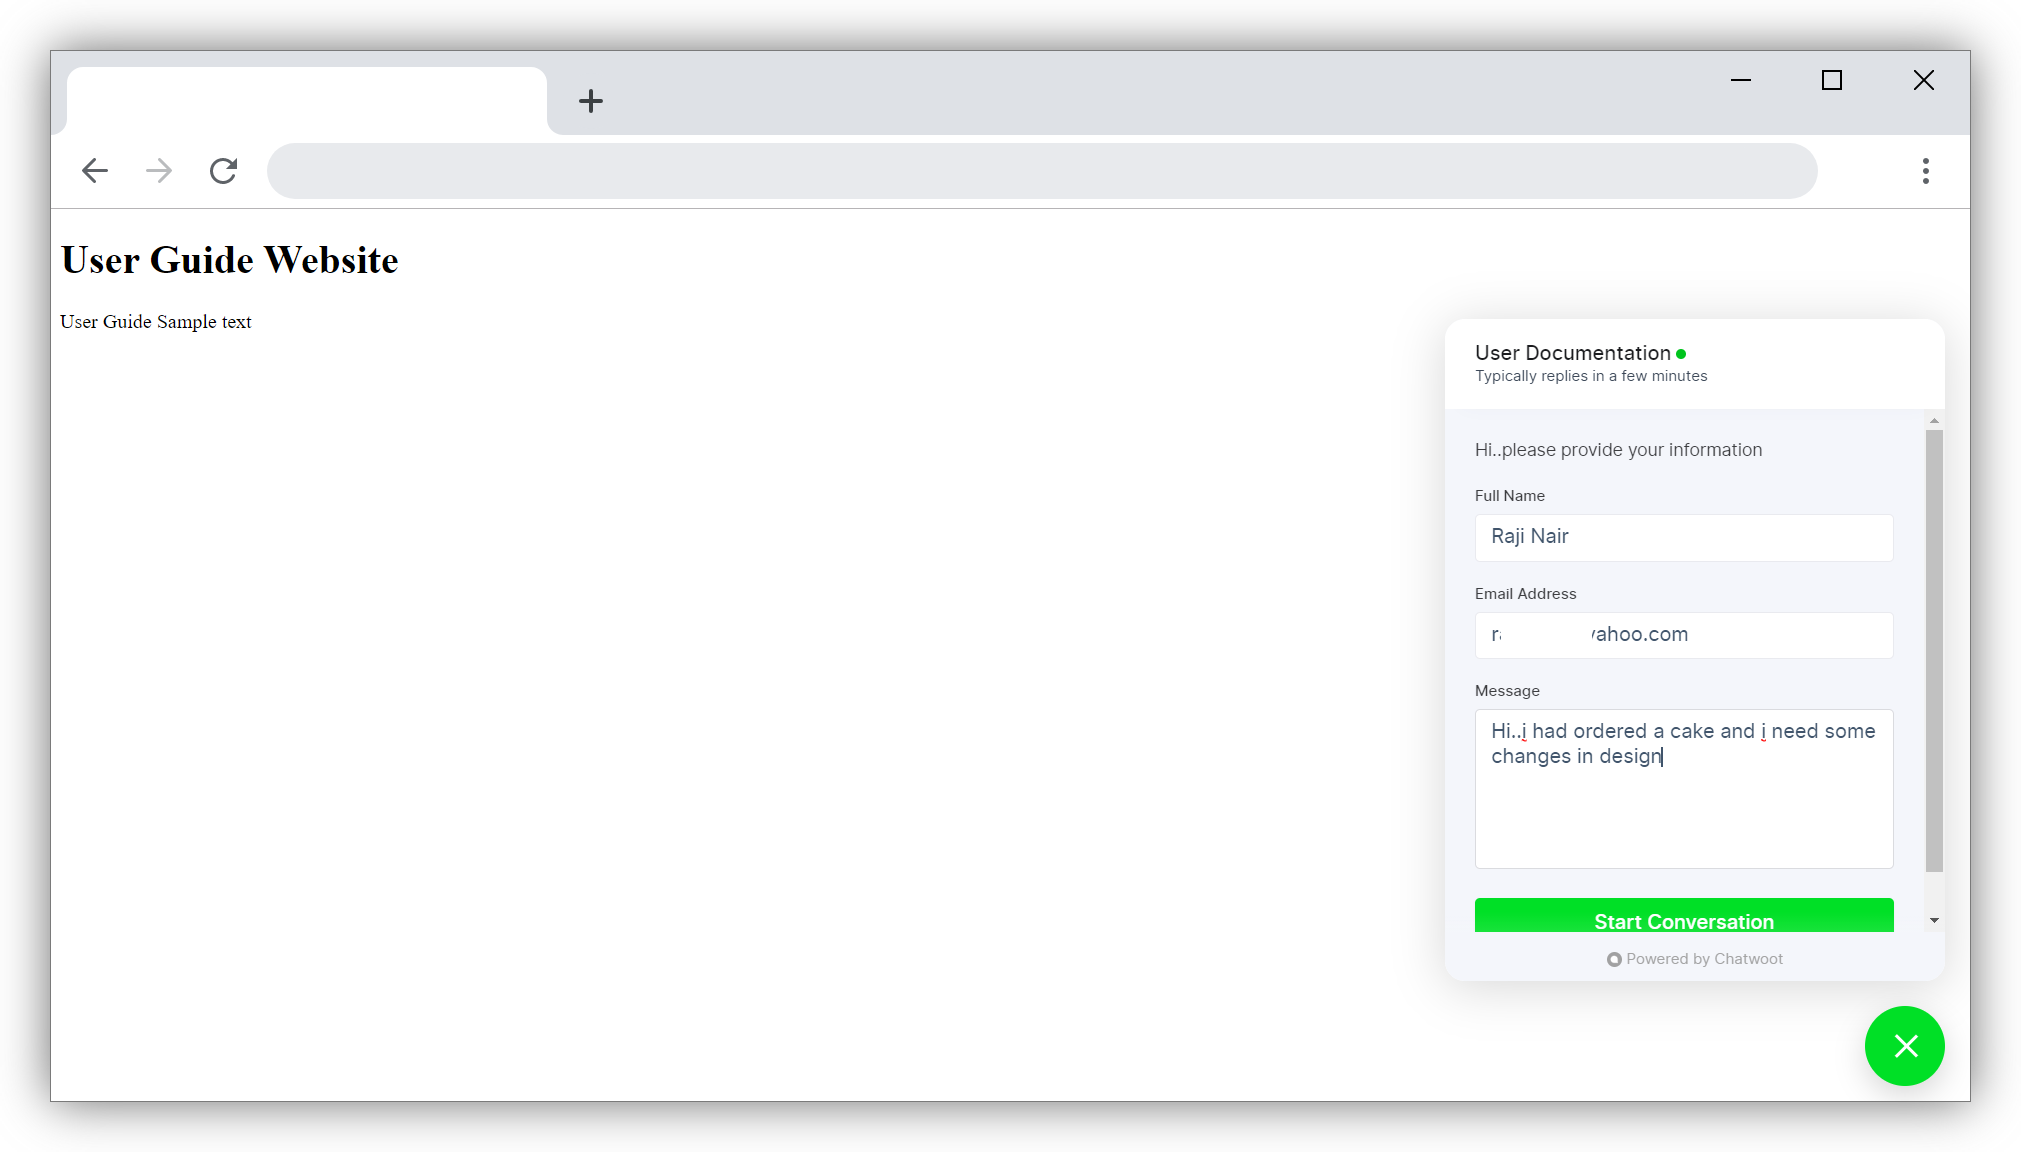 User Guide Website
User Guide Sample text
User Documentation
Typically replies in a few minutes
Hi..please provide your information
Full Name
Raji Nair
Email Address
yahoo.com
Message
Hi..i had ordered a cake and i need some
changes in design
Start Conversation
Powered by Chatwoot